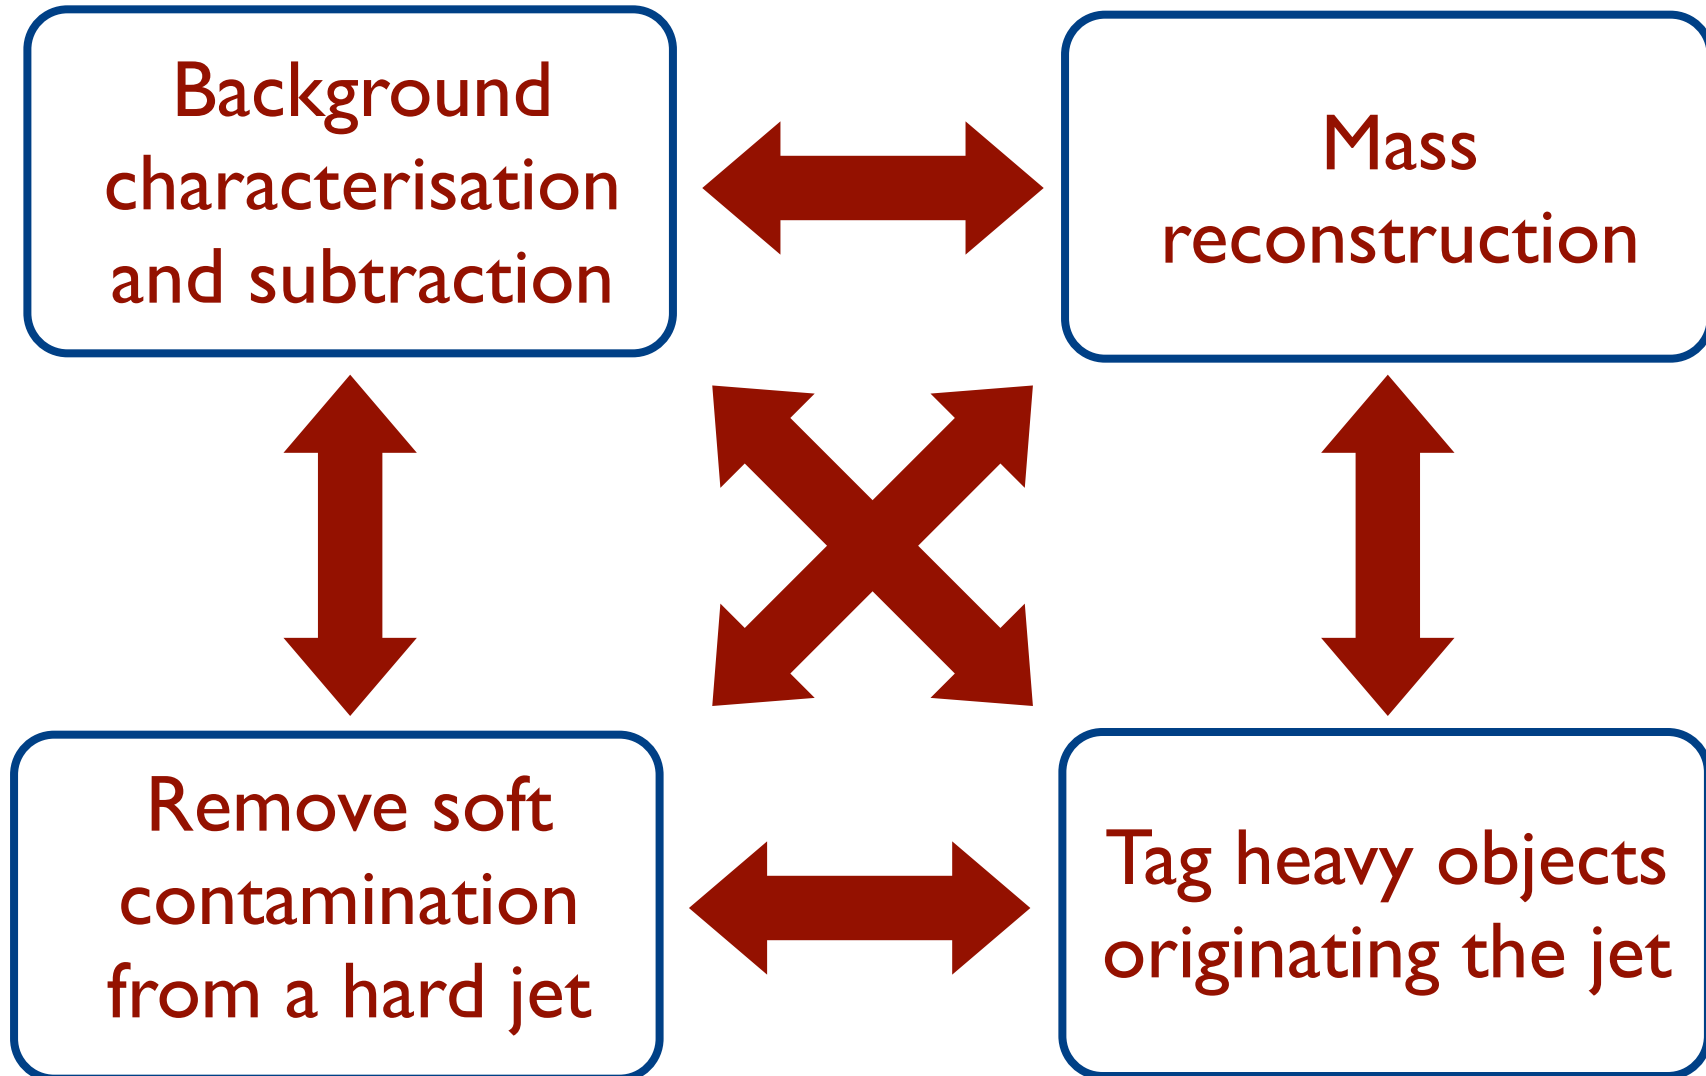 Background
characterisation
and subtraction
Mass
reconstruction
Remove soft
contamination
from a hard jet
Tag heavy objects
originating the jet